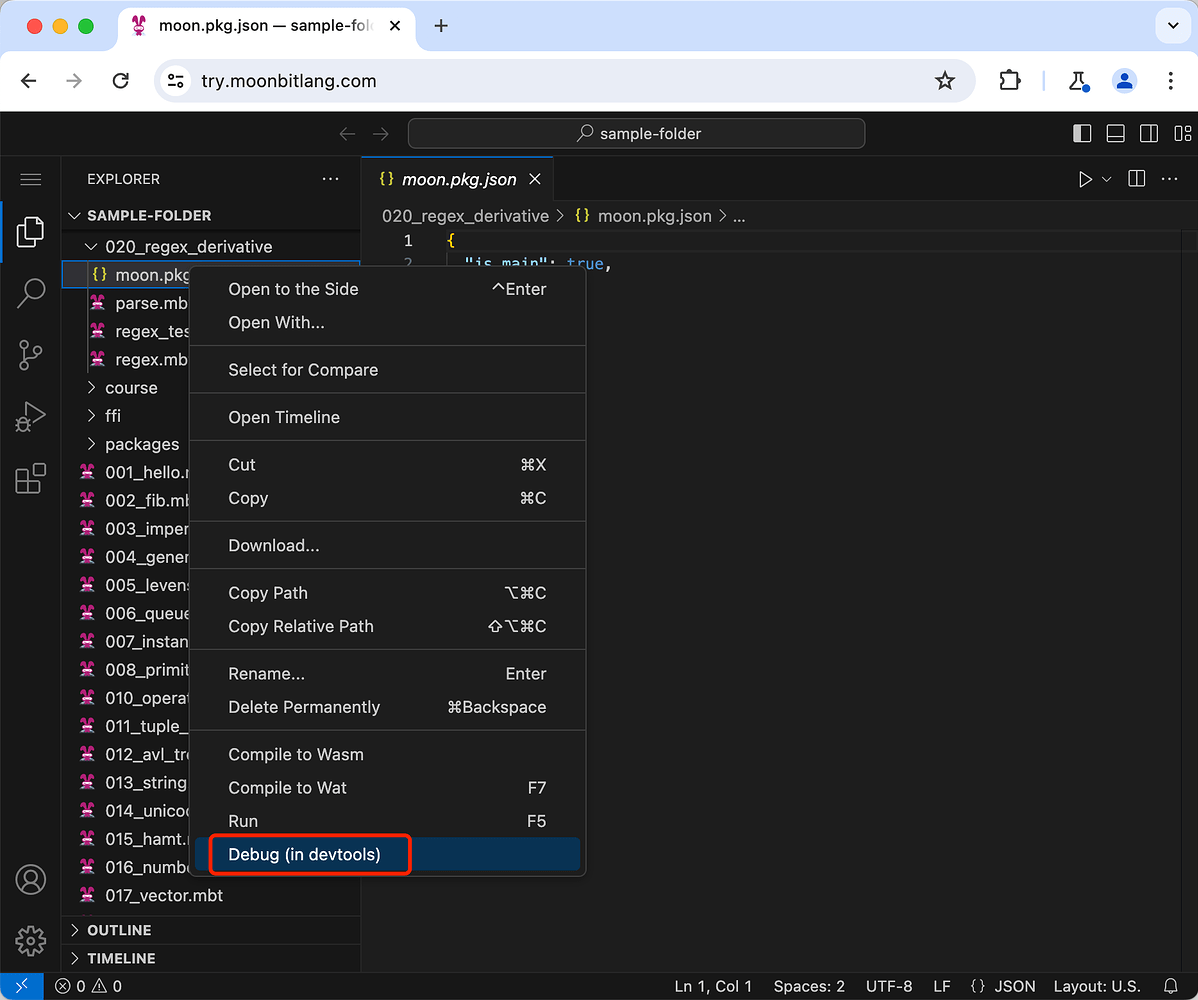 moon.pkg.json — sample-fol
try.moonbitlang.com
sample-folder
EXPLORER
SAMPLE-FOLDER
020_regex_derivative
moon.pkg
parse.mb
regex_tes
regex.mb
course
ffi
packages
001_hello.r
002_fib.mb
003_imper
004_gener
005_levens
006_queue
007_instan
008_primit
010_operat
011_tuple_
012_avl_tre
013_string
014_unicod
015_hamt.
016_numbe
017_vector.mbt
OUTLINE
TIMELINE
{} moon.pkg.json
020_regex_derivative > {} moon.pkg.json > ...
1 {
2 "is_main": true,
Open to the Side ^Enter
Open With...
Select for Compare
Open Timeline
Cut ⌘X
Copy ⌘C
Download...
Copy Path ⌥⌘C
Copy Relative Path ⇧⌥⌘C
Rename... Enter
Delete Permanently ⌘Backspace
Compile to Wasm
Compile to Wat F7
Run F5
Debug (in devtools)
0 0 Ln 1, Col 1 Spaces: 2 UTF-8 LF {} JSON Layout: U.S.